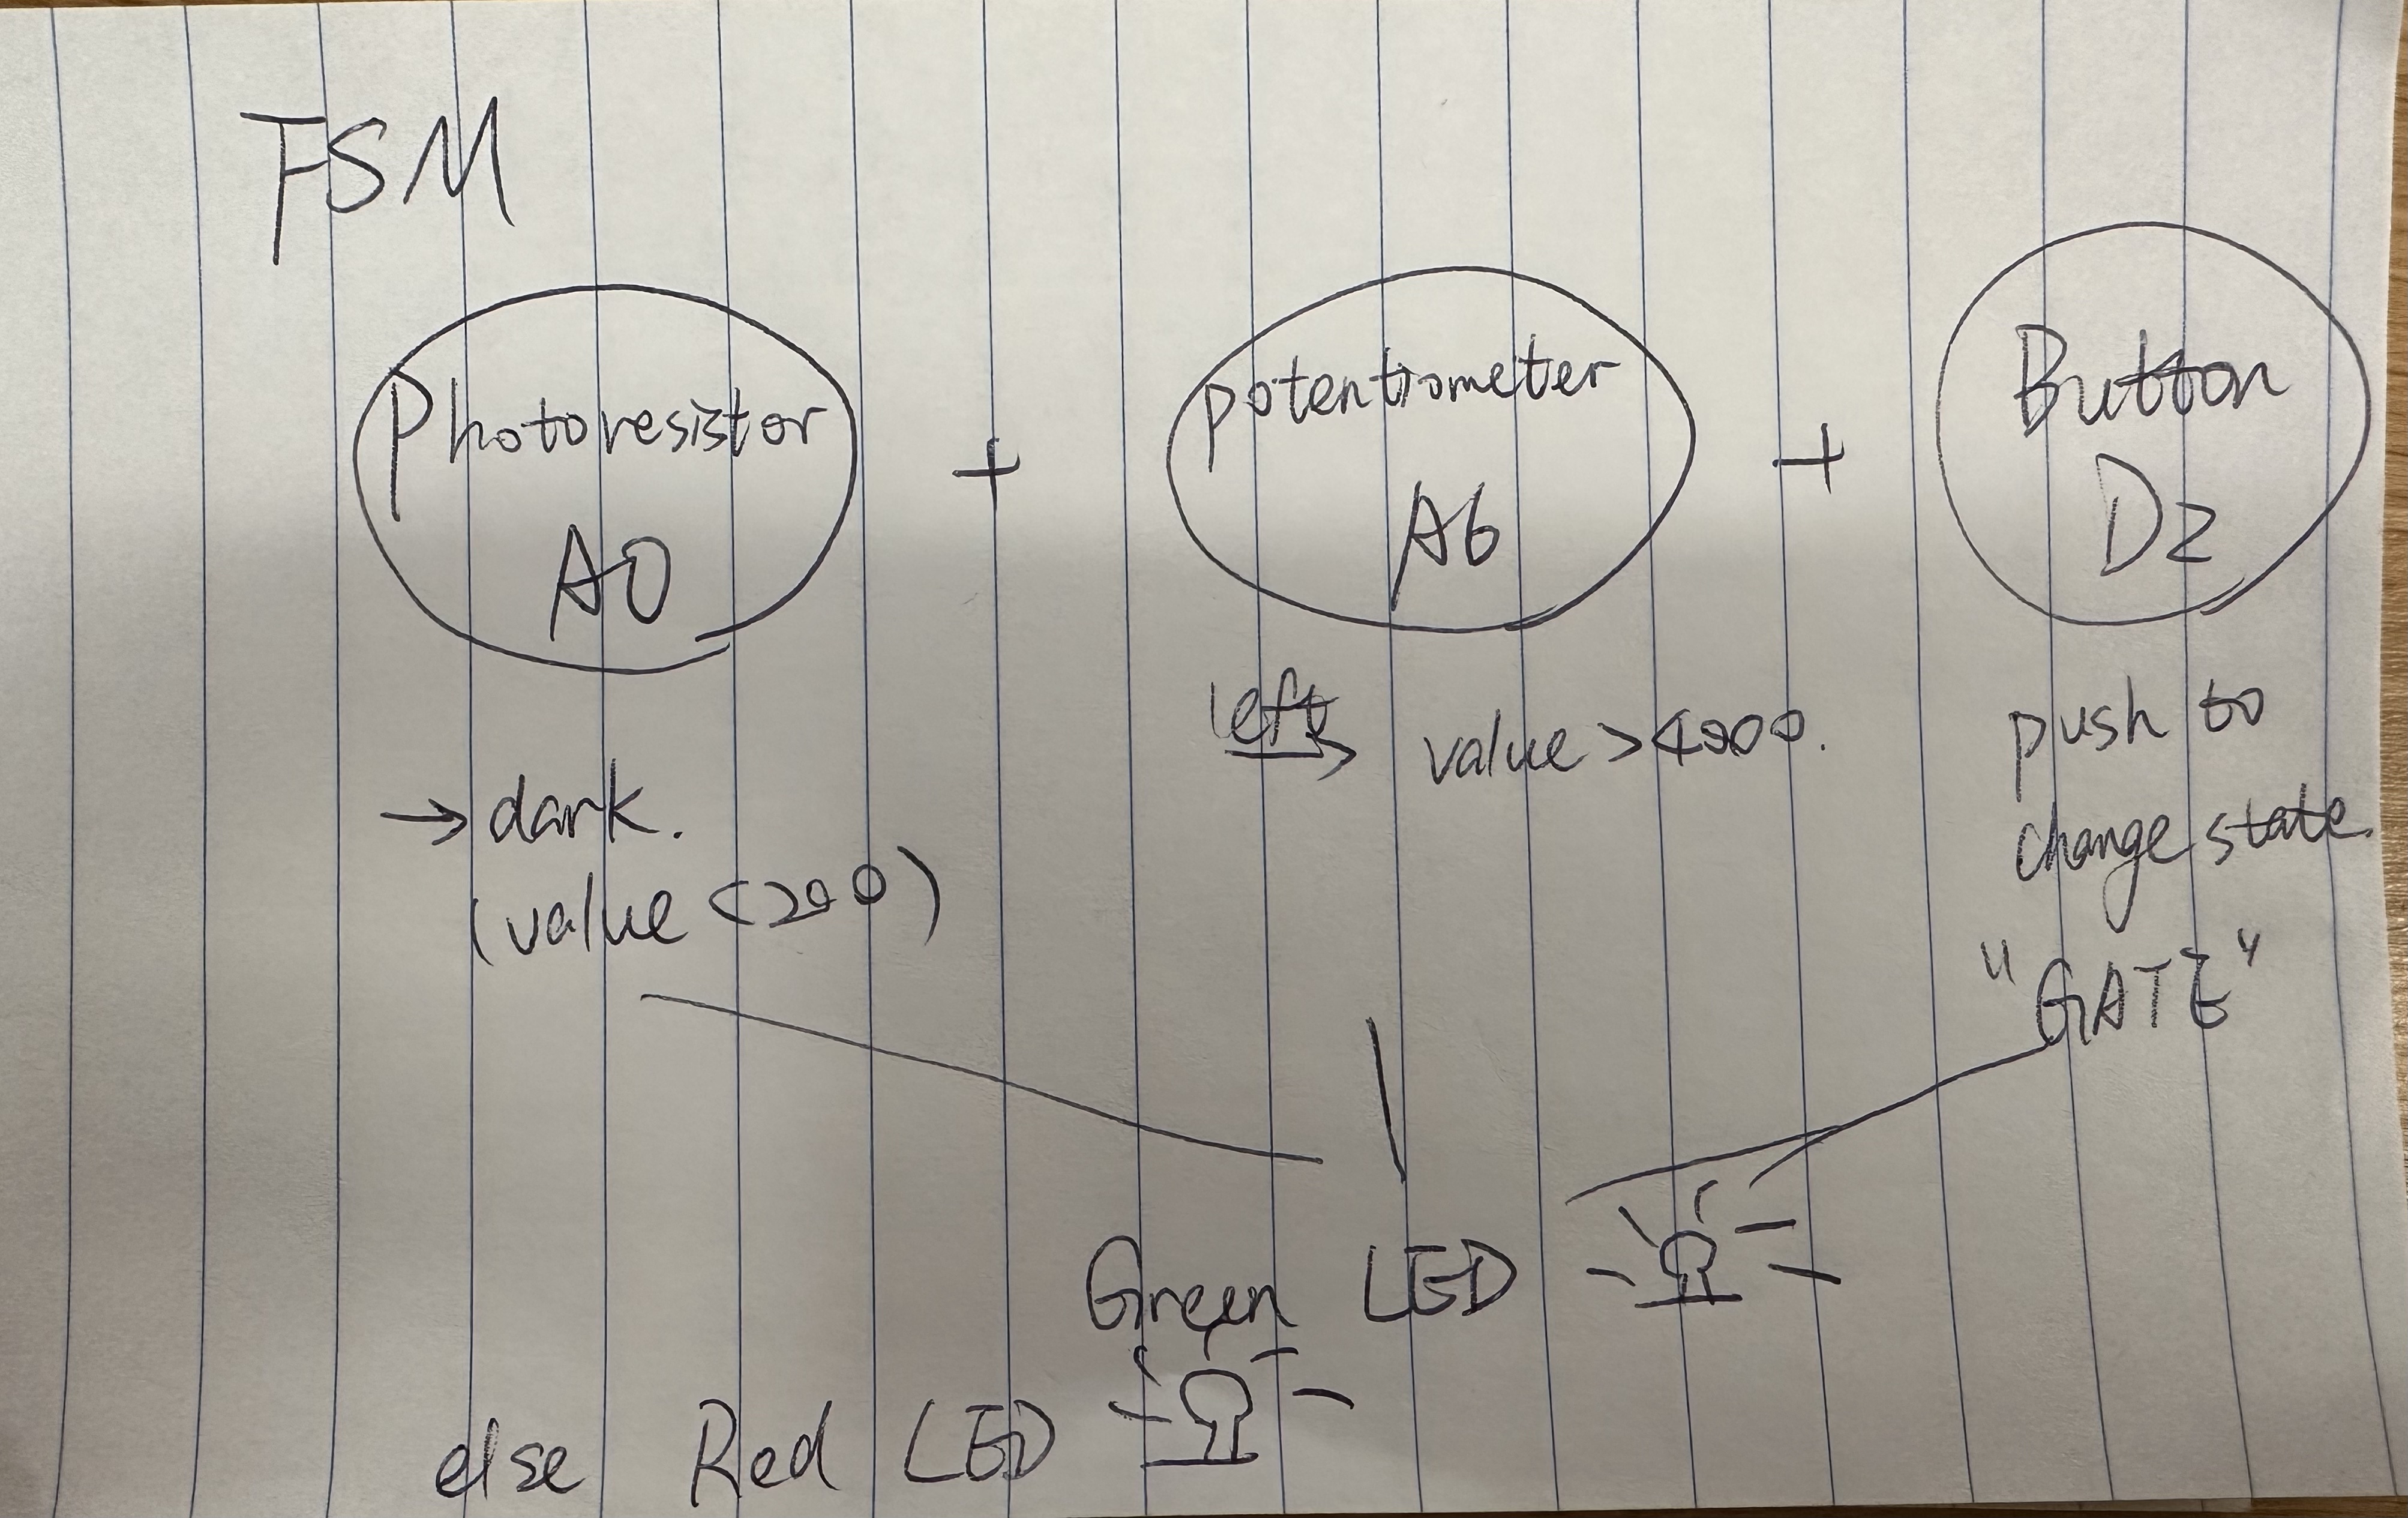 FSM
Photoresistor
A0
+
potentiometer
A6
+
Button
D2
→ dark.
(value < 200)
left
→ value > 4000.
push to
change state
"GATE"
Green LED
else Red LED